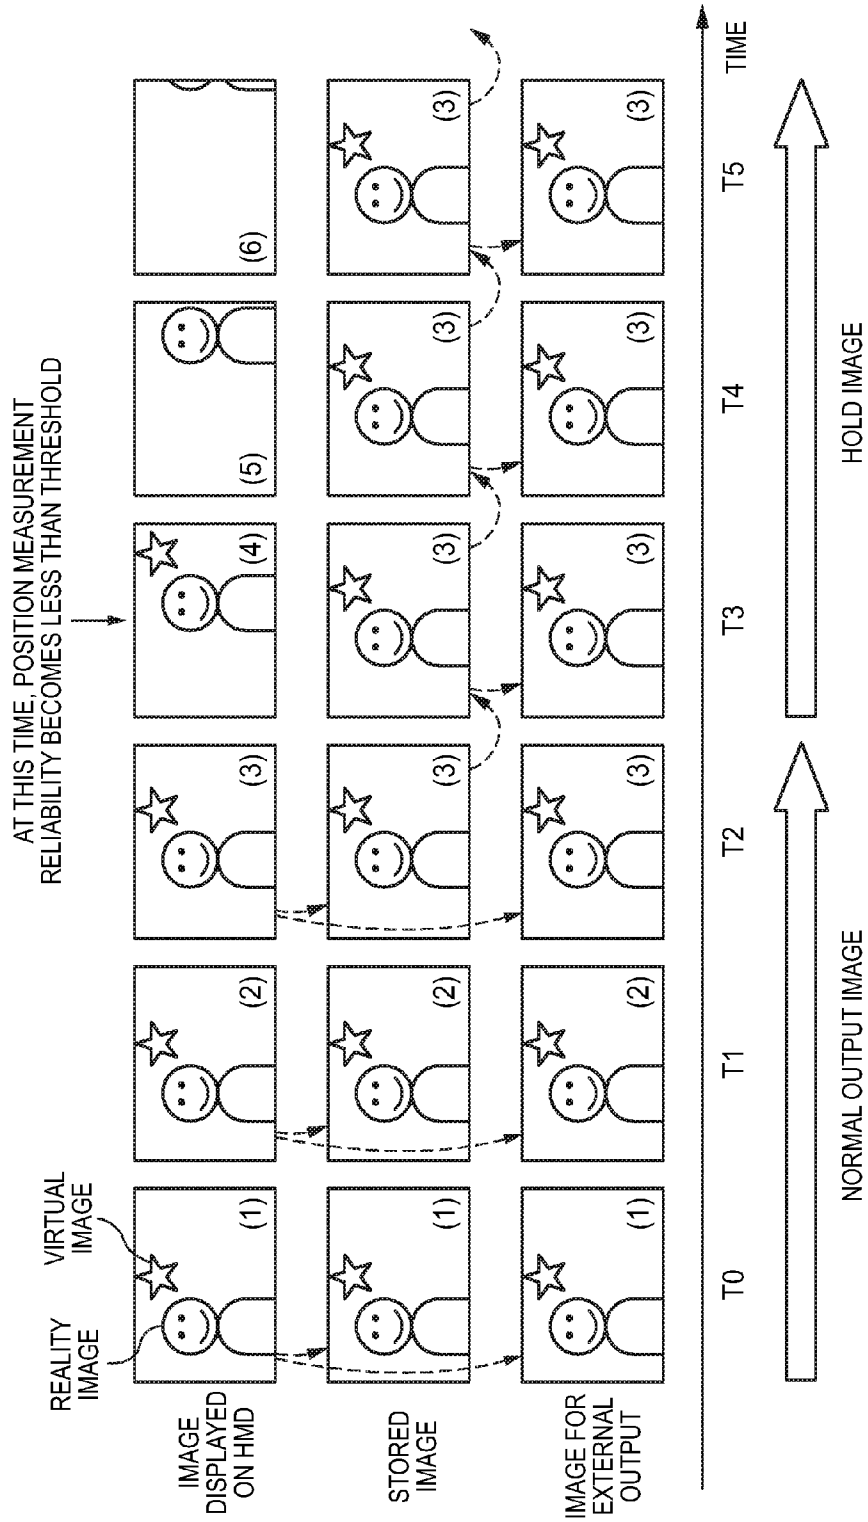 AT THIS TIME, POSITION MEASUREMENT
RELIABILITY BECOMES LESS THAN THRESHOLD
REALITY
IMAGE
VIRTUAL
IMAGE
IMAGE
DISPLAYED
ON HMD
(1)
(2)
(3)
(4)
(5)
(6)
STORED
IMAGE
(1)
(2)
(3)
(3)
(3)
(3)
IMAGE FOR
EXTERNAL
OUTPUT
(1)
(2)
(3)
(3)
(3)
(3)
T0
T1
T2
T3
T4
T5
TIME
NORMAL OUTPUT IMAGE
HOLD IMAGE